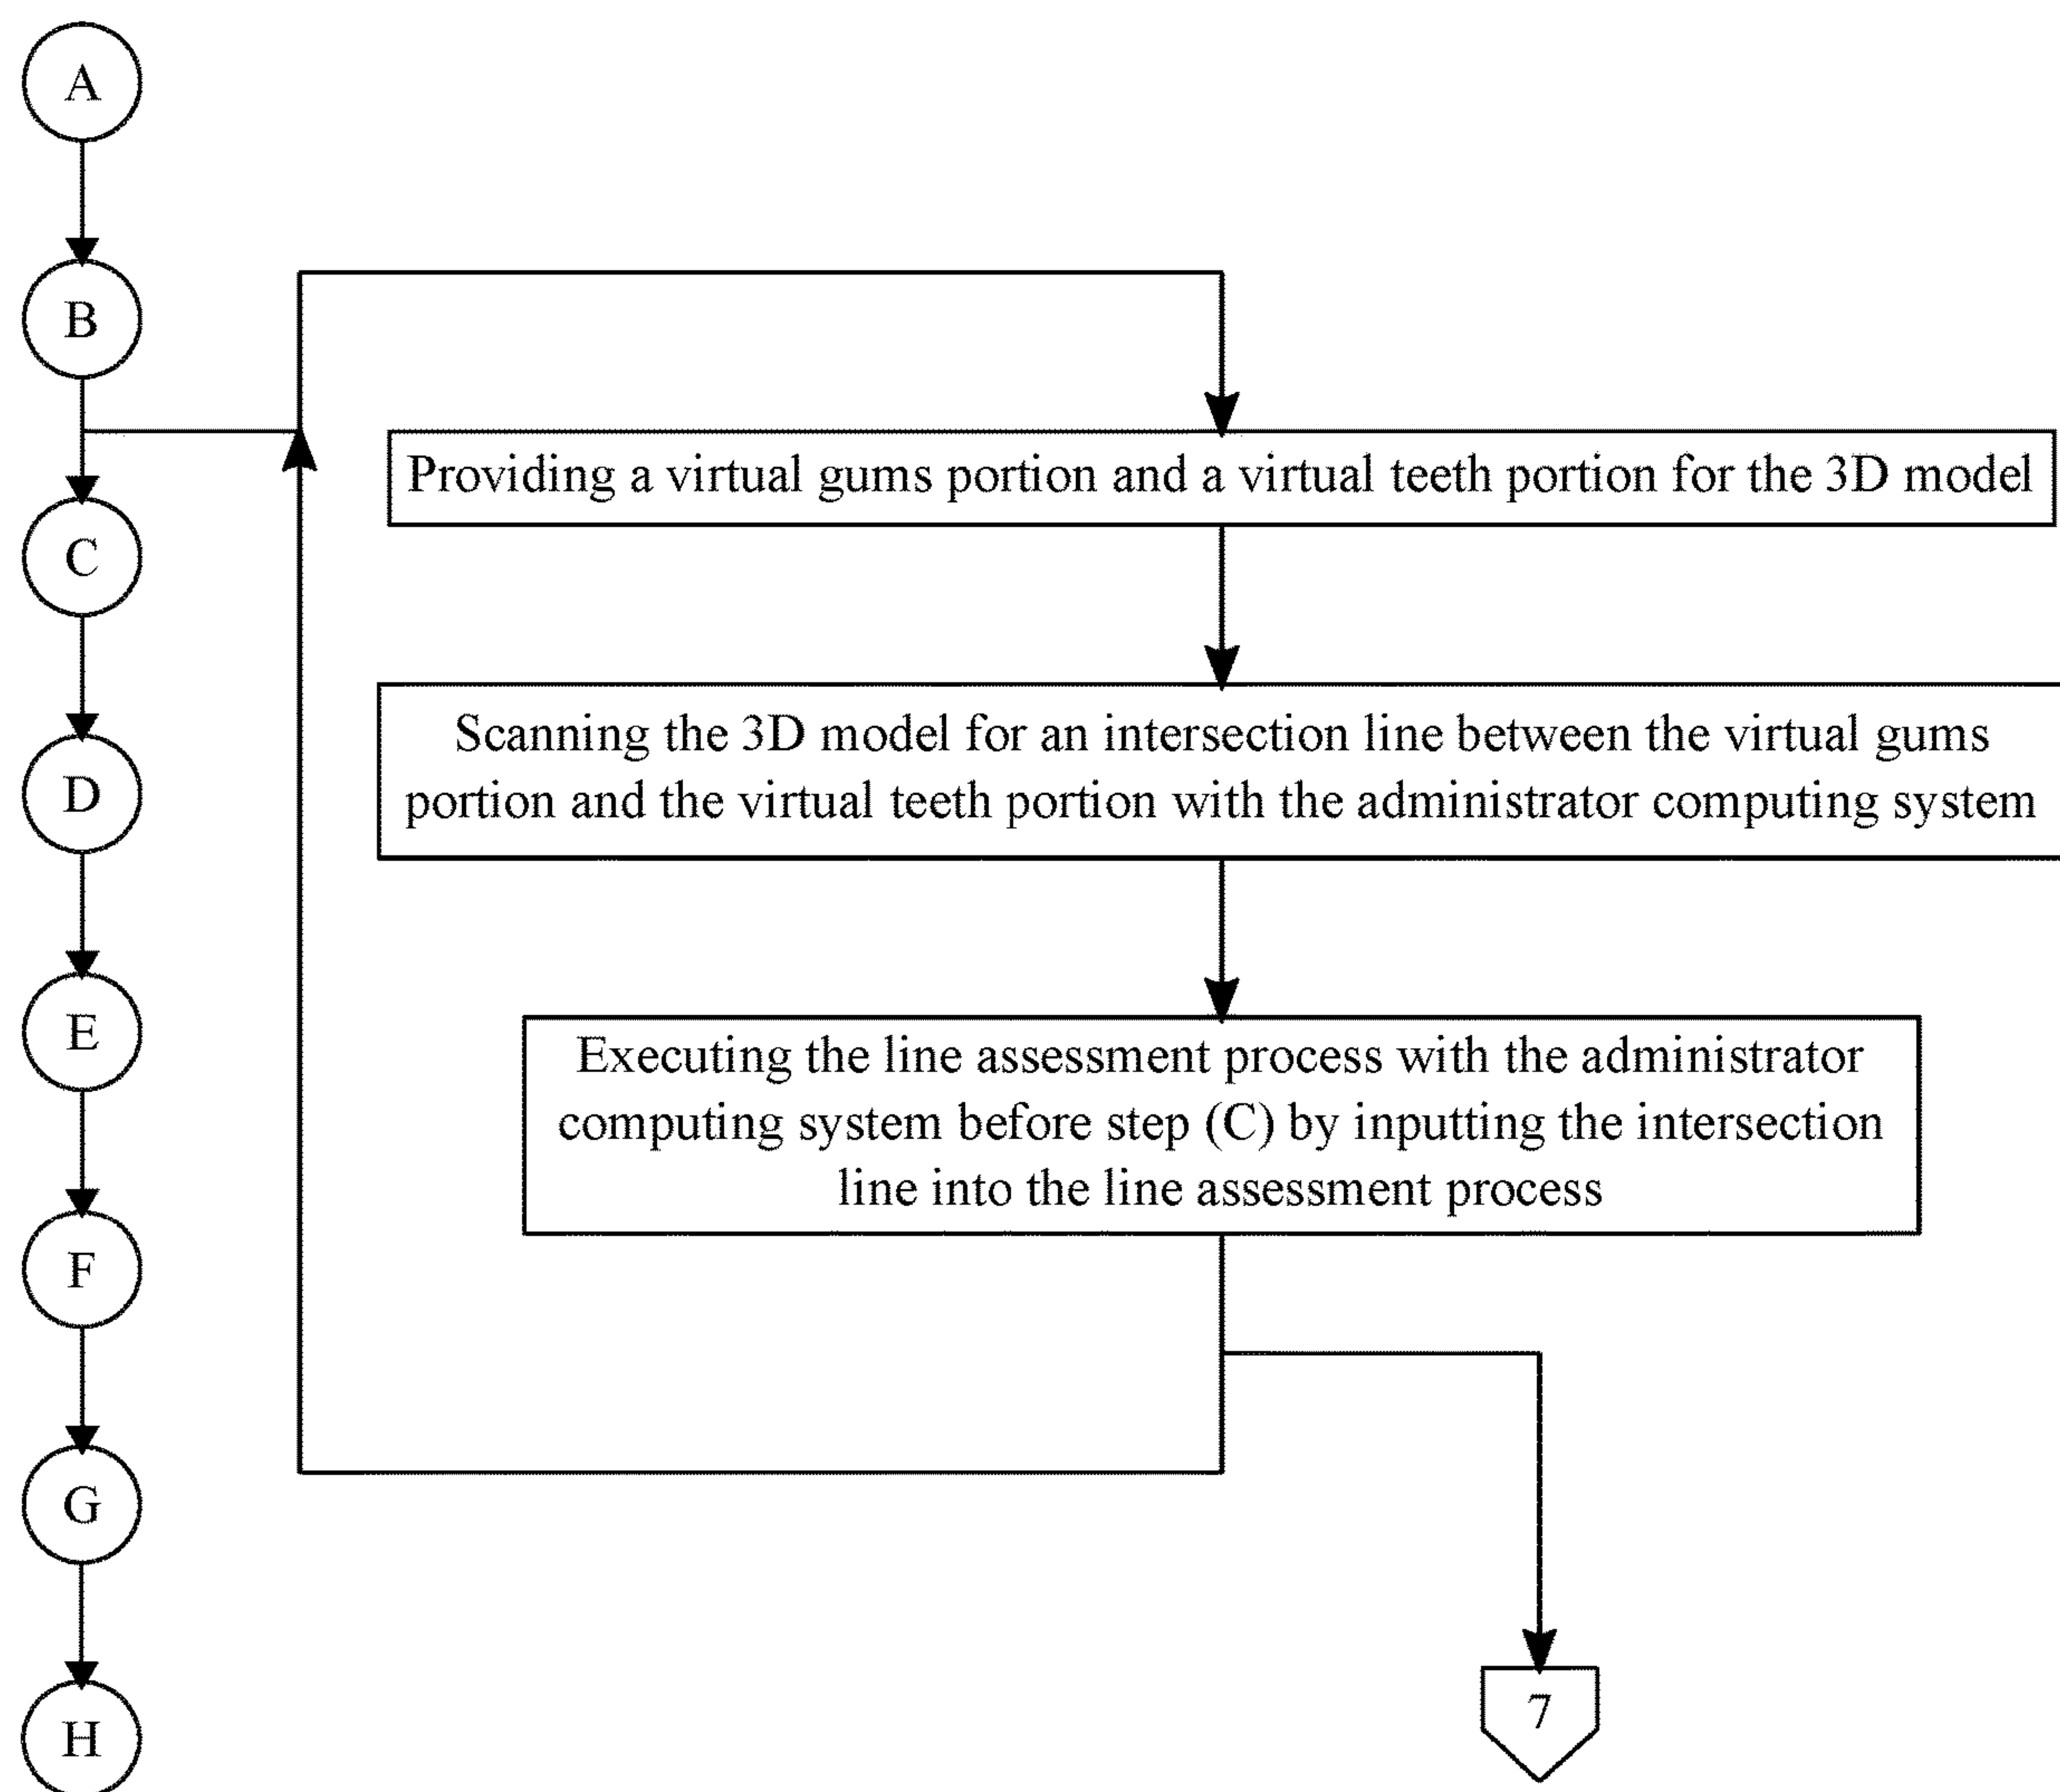 A
B
C
D
E
F
G
H
Providing a virtual gums portion and a virtual teeth portion for the 3D model
Scanning the 3D model for an intersection line between the virtual gums
portion and the virtual teeth portion with the administrator computing system
Executing the line assessment process with the administrator
computing system before step (C) by inputting the intersection
line into the line assessment process
7